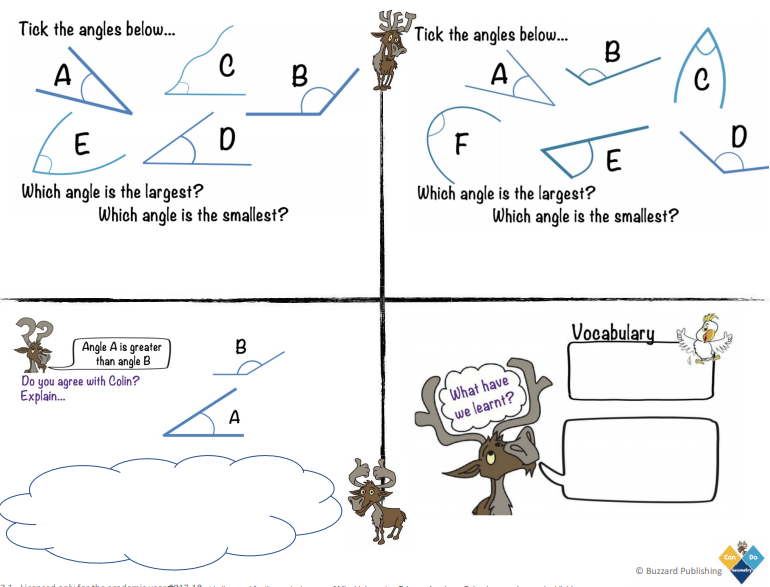 YET
Tick the angles below...
A
C
B
E
D
Which angle is the largest?
Which angle is the smallest?
Tick the angles below...
A
B
C
F
E
D
Which angle is the largest?
Which angle is the smallest?
??
Angle A is greater
than angle B
Do you agree with Colin?
Explain...
B
A
Vocabulary
What have
we learnt?
Can Do
Geometry
© Buzzard Publishing